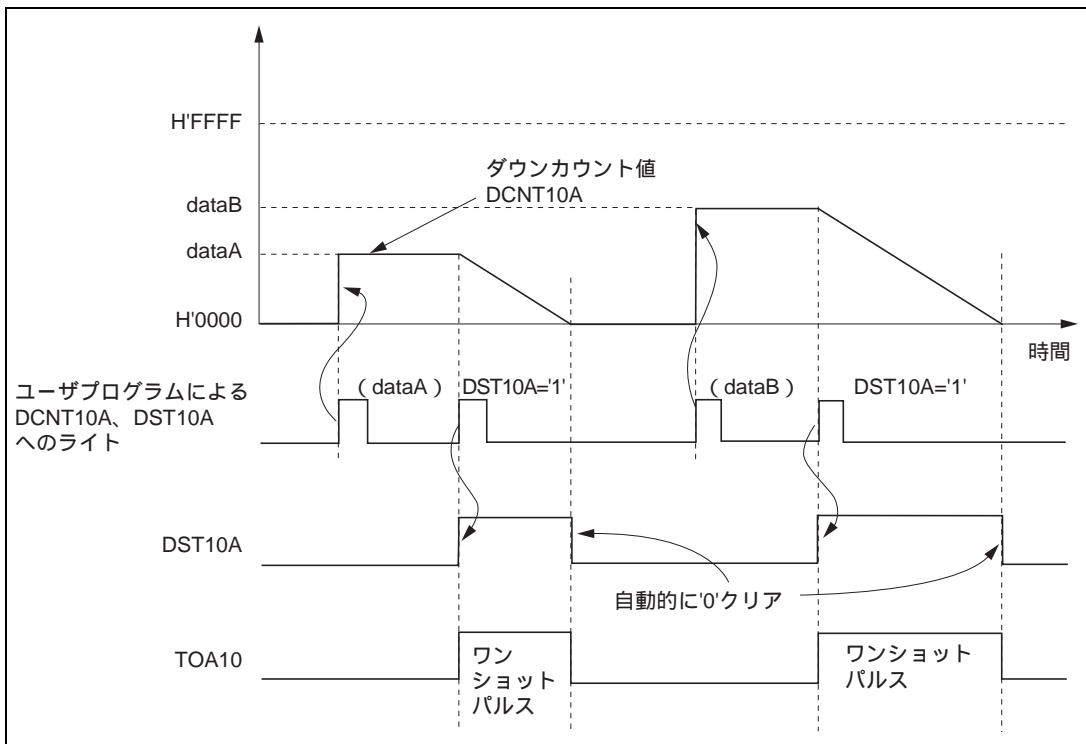 H'FFFF
ダウンカウント値
DCNT10A
dataB
dataA
H'0000
時間
ユーザプログラムによる
DCNT10A、DST10A
へのライト
（dataA） DST10A='1'
（dataB） DST10A='1'
DST10A
自動的に'0'クリア
TOA10
ワン
ショット
パルス
ワンショット
パルス